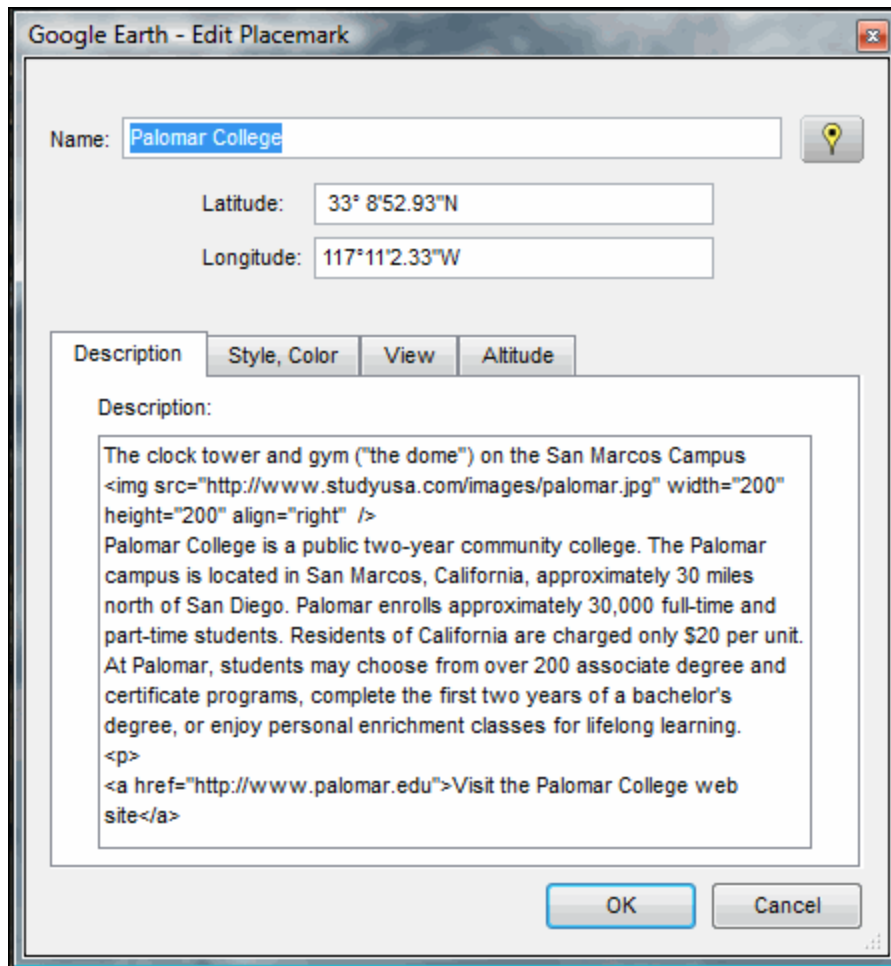 Google Earth - Edit Placemark
Name: Palomar College
Latitude: 33° 8'52.93"N
Longitude: 117°11'2.33"W
Description Style, Color View Altitude
Description:
The clock tower and gym ("the dome") on the San Marcos Campus
<img src="http://www.studyusa.com/images/palomar.jpg" width="200"
height="200" align="right" />
Palomar College is a public two-year community college. The Palomar
campus is located in San Marcos, California, approximately 30 miles
north of San Diego. Palomar enrolls approximately 30,000 full-time and
part-time students. Residents of California are charged only $20 per unit.
At Palomar, students may choose from over 200 associate degree and
certificate programs, complete the first two years of a bachelor's
degree, or enjoy personal enrichment classes for lifelong learning.
<p>
<a href="http://www.palomar.edu">Visit the Palomar College web
site</a>
OK Cancel